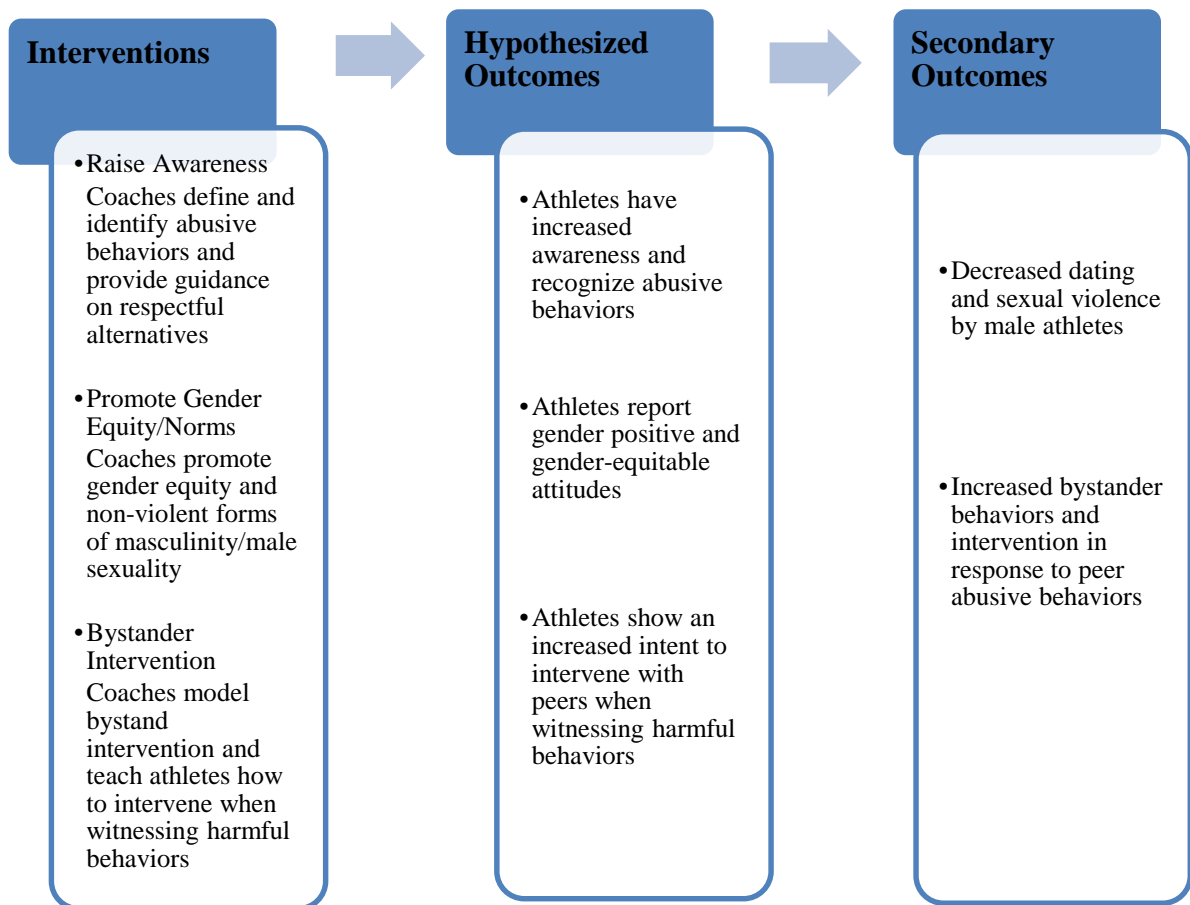 Interventions
•Raise Awareness
Coaches define and
identify abusive
behaviors and
provide guidance
on respectful
alternatives
•Promote Gender
Equity/Norms
Coaches promote
gender equity and
non-violent forms
of masculinity/male
sexuality
•Bystander
Intervention
Coaches model
bystand
intervention and
teach athletes how
to intervene when
witnessing harmful
behaviors
Hypothesized
Outcomes
•Athletes have
increased
awareness and
recognize abusive
behaviors
•Athletes report
gender positive and
gender-equitable
attitudes
•Athletes show an
increased intent to
intervene with
peers when
witnessing harmful
behaviors
Secondary
Outcomes
•Decreased dating
and sexual violence
by male athletes
•Increased bystander
behaviors and
intervention in
response to peer
abusive behaviors